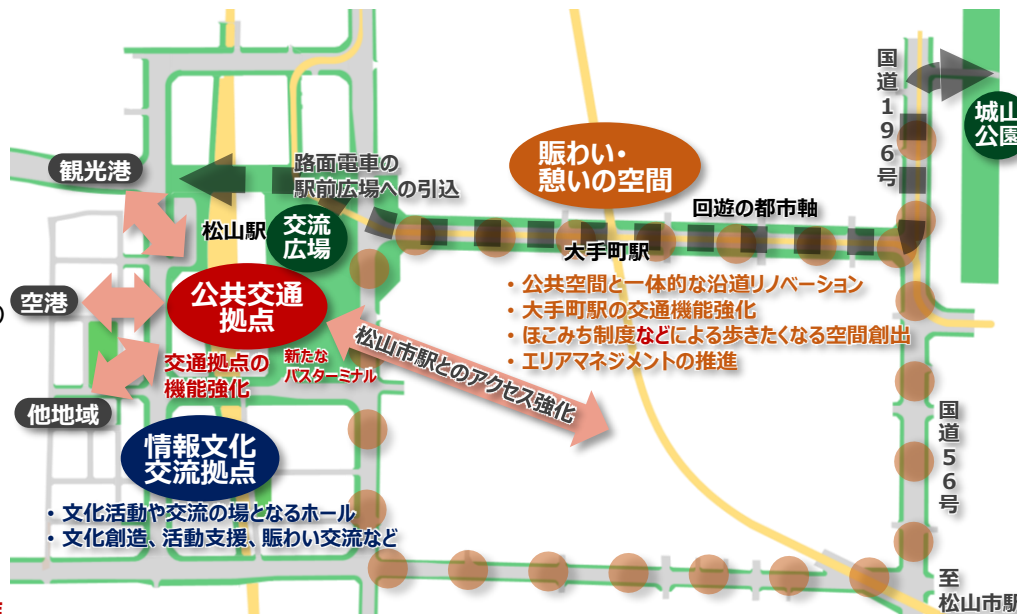 国道196号
城山
公園
観光港
路面電車の
駅前広場への引込
賑わい・
憩いの空間
回遊の都市軸
松山駅
交流
広場
大手町駅
・公共空間と一体的な沿道リノベーション
・大手町駅の交通機能強化
・ほこみち制度などによる歩きたくなる空間創出
・エリアマネジメントの推進
空港
公共交通
拠点
交通拠点の
機能強化
新たな
バスターミナル
松山市駅とのアクセス強化
他地域
情報文化
交流拠点
・文化活動や交流の場となるホール
・文化創造、活動支援、賑わい交流など
国道56号
至
松山市駅